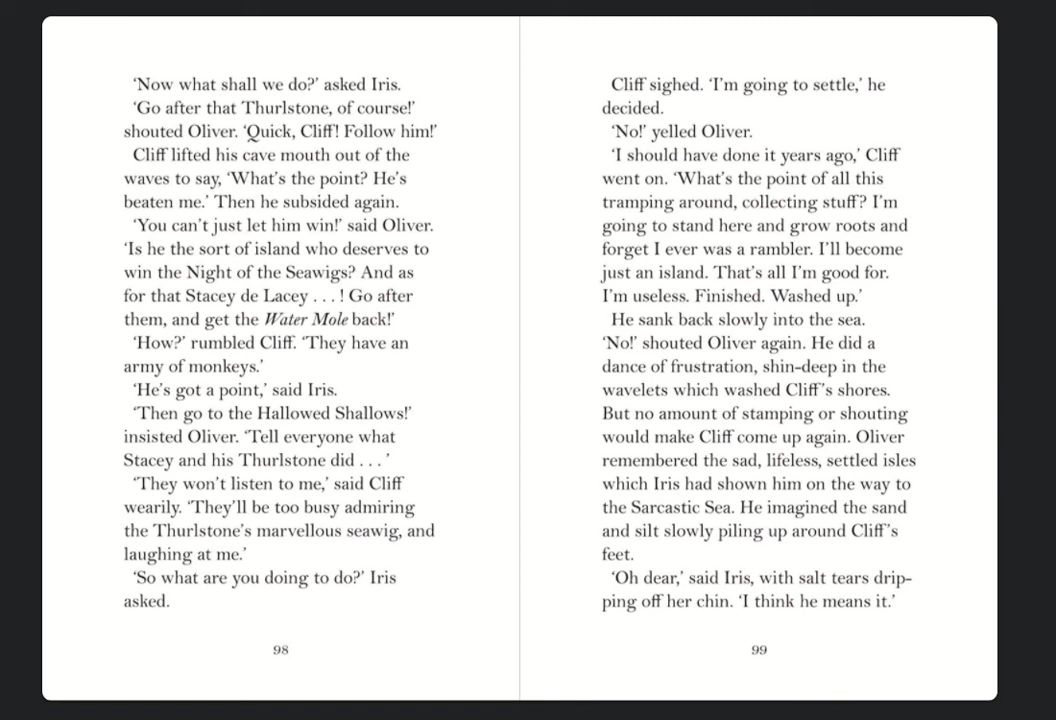 ‘Now what shall we do?’ asked Iris.
‘Go after that Thurlstone, of course!’
shouted Oliver. ‘Quick, Cliff! Follow him!’
Cliff lifted his cave mouth out of the
waves to say, ‘What’s the point? He’s
beaten me.’ Then he subsided again.
‘You can’t just let him win!’ said Oliver.
‘Is he the sort of island who deserves to
win the Night of the Seawigs? And as
for that Stacey de Lacey . . . ! Go after
them, and get the Water Mole back!’
‘How?’ rumbled Cliff. ‘They have an
army of monkeys.’
‘He’s got a point,’ said Iris.
‘Then go to the Hallowed Shallows!’
insisted Oliver. ‘Tell everyone what
Stacey and his Thurlstone did . . . ’
‘They won’t listen to me,’ said Cliff
wearily. ‘They’ll be too busy admiring
the Thurlstone’s marvellous seawig, and
laughing at me.’
‘So what are you doing to do?’ Iris
asked.
98
Cliff sighed. ‘I’m going to settle,’ he
decided.
‘No!’ yelled Oliver.
‘I should have done it years ago,’ Cliff
went on. ‘What’s the point of all this
tramping around, collecting stuff? I’m
going to stand here and grow roots and
forget I ever was a rambler. I’ll become
just an island. That’s all I’m good for.
I’m useless. Finished. Washed up.’
He sank back slowly into the sea.
‘No!’ shouted Oliver again. He did a
dance of frustration, shin-deep in the
wavelets which washed Cliff’s shores.
But no amount of stamping or shouting
would make Cliff come up again. Oliver
remembered the sad, lifeless, settled isles
which Iris had shown him on the way to
the Sarcastic Sea. He imagined the sand
and silt slowly piling up around Cliff’s
feet.
‘Oh dear,’ said Iris, with salt tears drip-
ping off her chin. ‘I think he means it.’
99